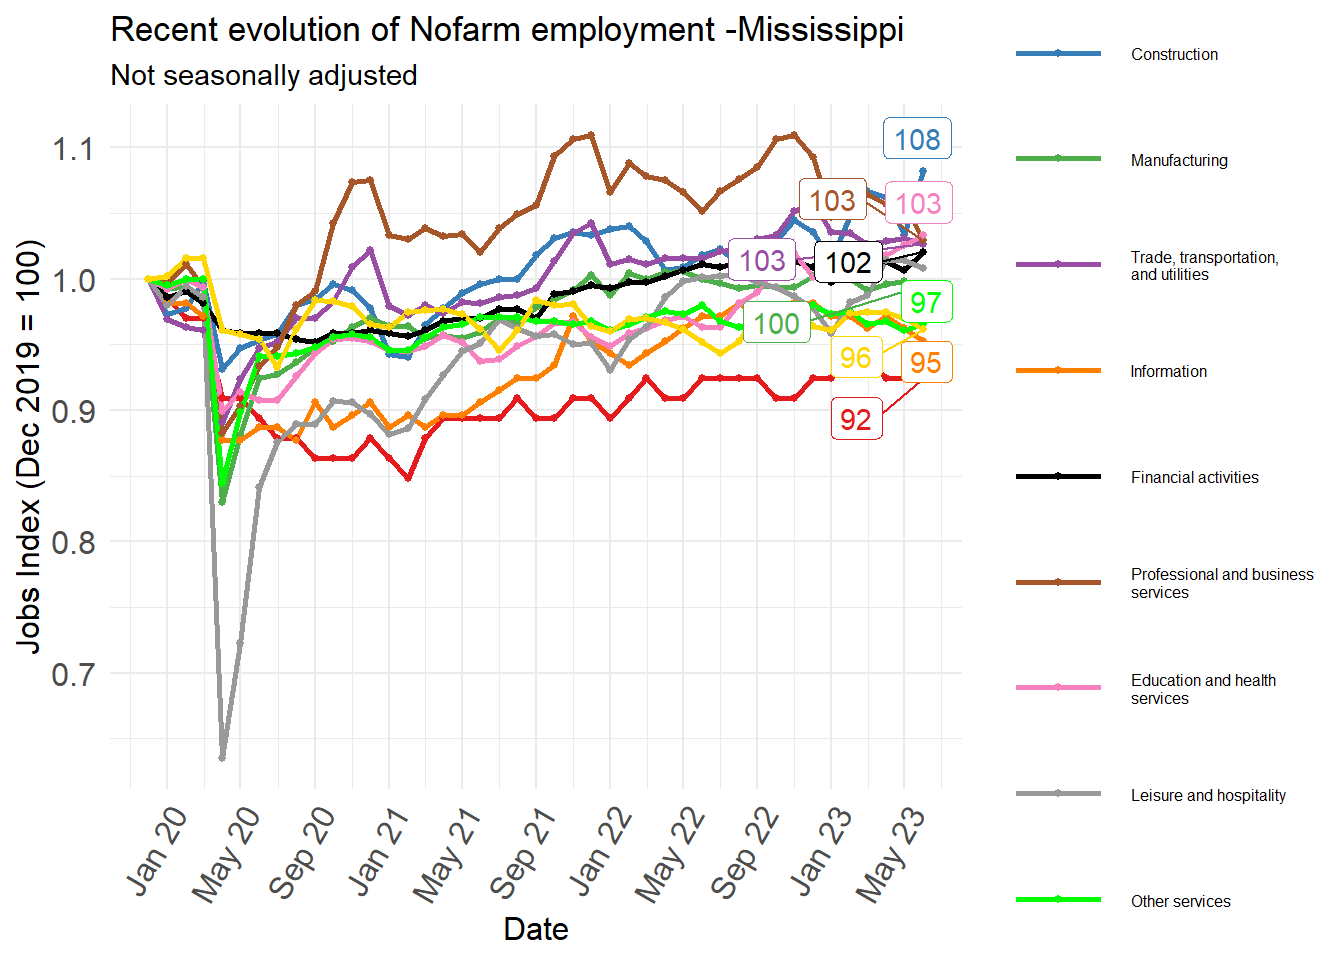 Recent evolution of Nofarm employment -Mississippi
Not seasonally adjusted
Jobs Index (Dec 2019 = 100)
1.1
1.0
0.9
0.8
0.7
108
103
103
103
102
100
97
96
95
92
Jan 20
May 20
Sep 20
Jan 21
May 21
Sep 21
Jan 22
May 22
Sep 22
Jan 23
May 23
Date
Construction
Manufacturing
Trade, transportation,
and utilities
Information
Financial activities
Professional and business
services
Education and health
services
Leisure and hospitality
Other services